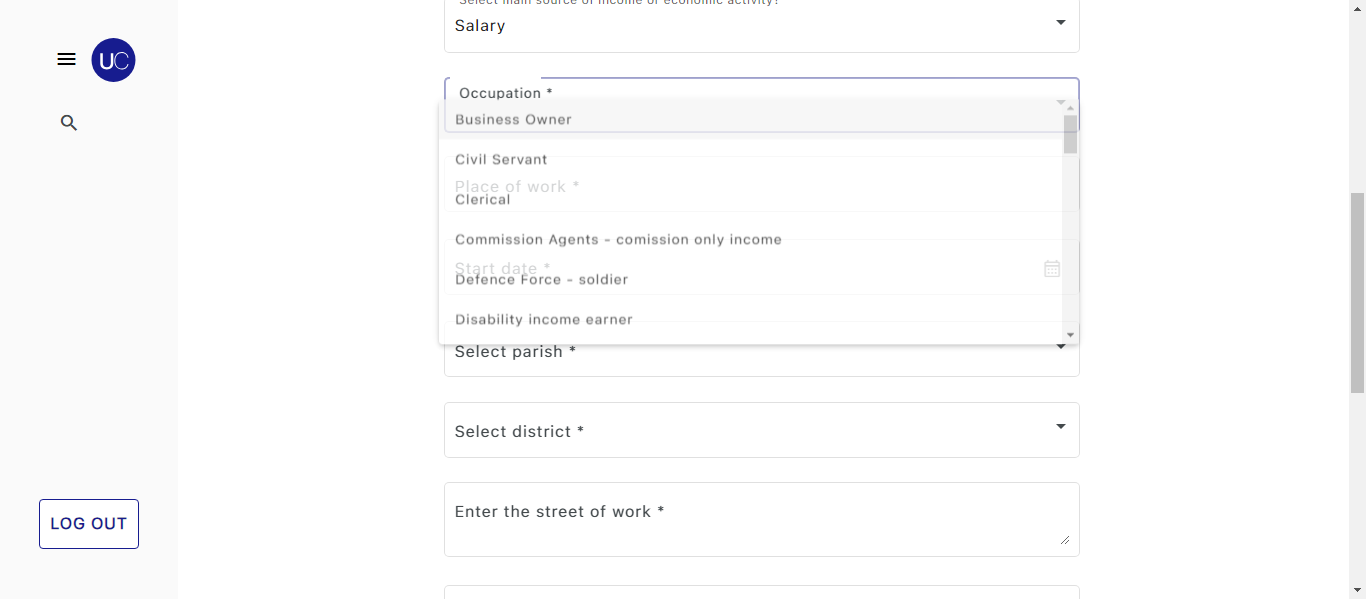 Select main source of income or economic activity?
Salary
UC
Occupation *
Business Owner
Civil Servant
Place of work *
Clerical
Commission Agents - comission only income
Start date *
Defence Force - soldier
Disability income earner
Select parish *
Select district *
Enter the street of work *
LOG OUT